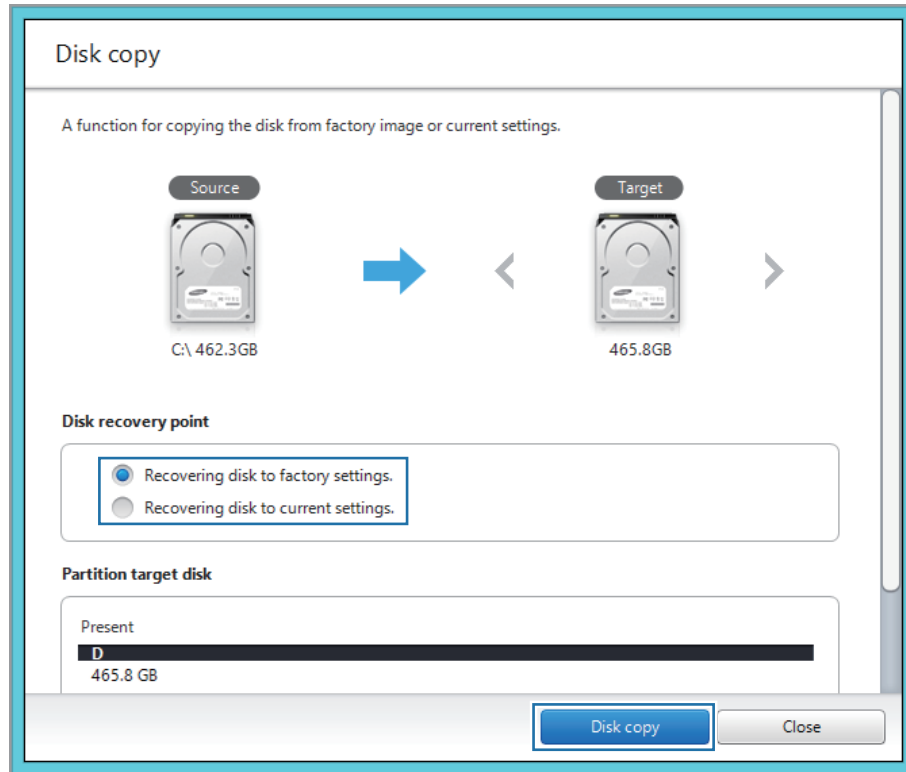 Disk copy
A function for copying the disk from factory image or current settings.
Source
Target
C:\ 462.3GB
465.8GB
Disk recovery point
Recovering disk to factory settings.
Recovering disk to current settings.
Partition target disk
Present
D
465.8 GB
Disk copy
Close